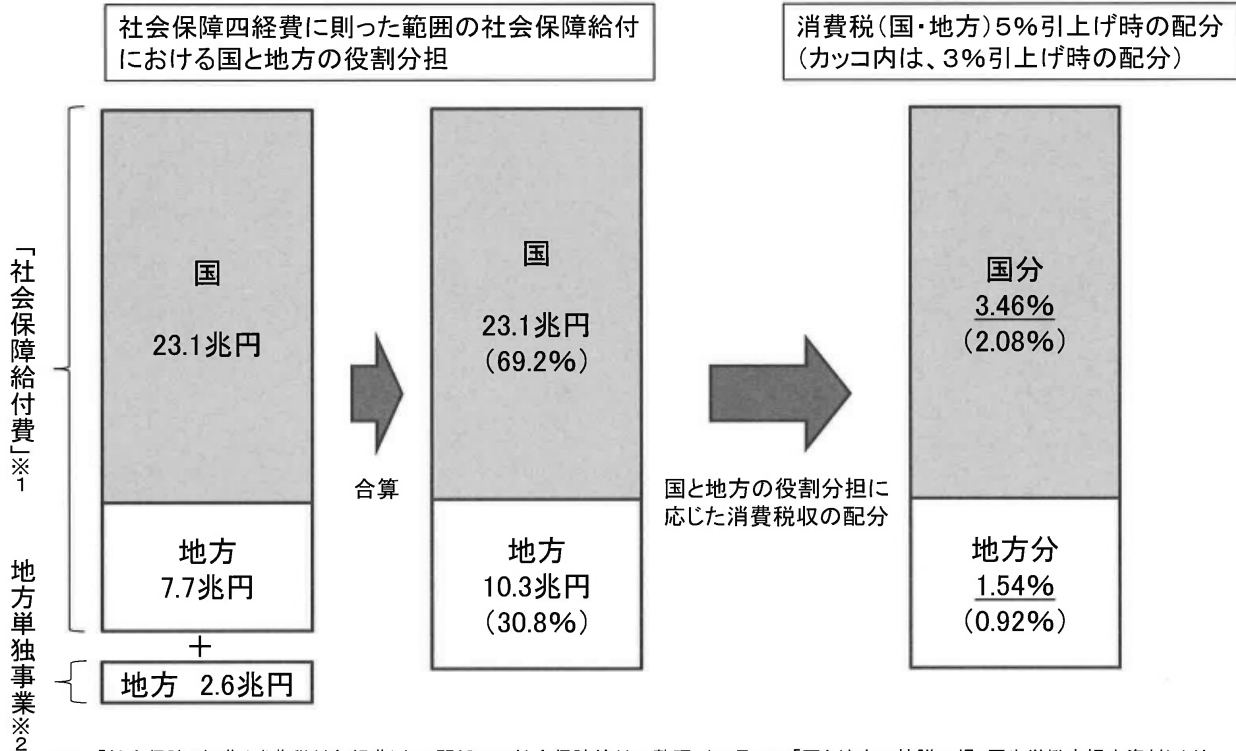 社会保障四経費に則った範囲の社会保障給付
における国と地方の役割分担
消費税(国・地方)5%引上げ時の配分
(カッコ内は、3%引上げ時の配分)
「社会保障給付費」※1
国
23.1兆円
地方
7.7兆円
+
地方単独事業※2
地方 2.6兆円
合算
国
23.1兆円
(69.2%)
地方
10.3兆円
(30.8%)
国と地方の役割分担に
応じた消費税収の配分
国分
3.46%
(2.08%)
地方分
1.54%
(0.92%)